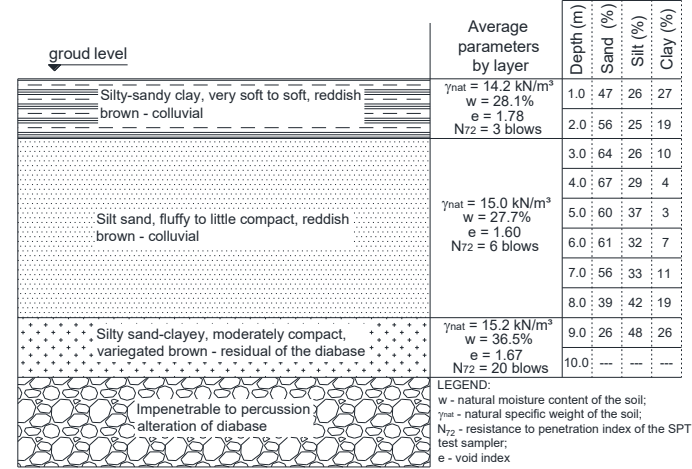 groud level
Average
parameters
by layer
Depth (m)
Sand (%)
Silt (%)
Clay (%)
Silty-sandy clay, very soft to soft, reddish
brown - colluvial
γnat = 14.2 kN/m³
w = 28.1%
e = 1.78
N72 = 3 blows
1.0 47 26 27
2.0 56 25 19
Silt sand, fluffy to little compact, reddish
brown - colluvial
γnat = 15.0 kN/m³
w = 27.7%
e = 1.60
N72 = 6 blows
3.0 64 26 10
4.0 67 29 4
5.0 60 37 3
6.0 61 32 7
7.0 56 33 11
8.0 39 42 19
Silty sand-clayey, moderately compact,
variegated brown - residual of the diabase
γnat = 15.2 kN/m³
w = 36.5%
e = 1.67
N72 = 20 blows
9.0 26 48 26
10.0 --- --- ---
Impenetrable to percussion
alteration of diabase
LEGEND:
w - natural moisture content of the soil;
γnat - natural specific weight of the soil;
N72 - resistance to penetration index of the SPT
test sampler;
e - void index